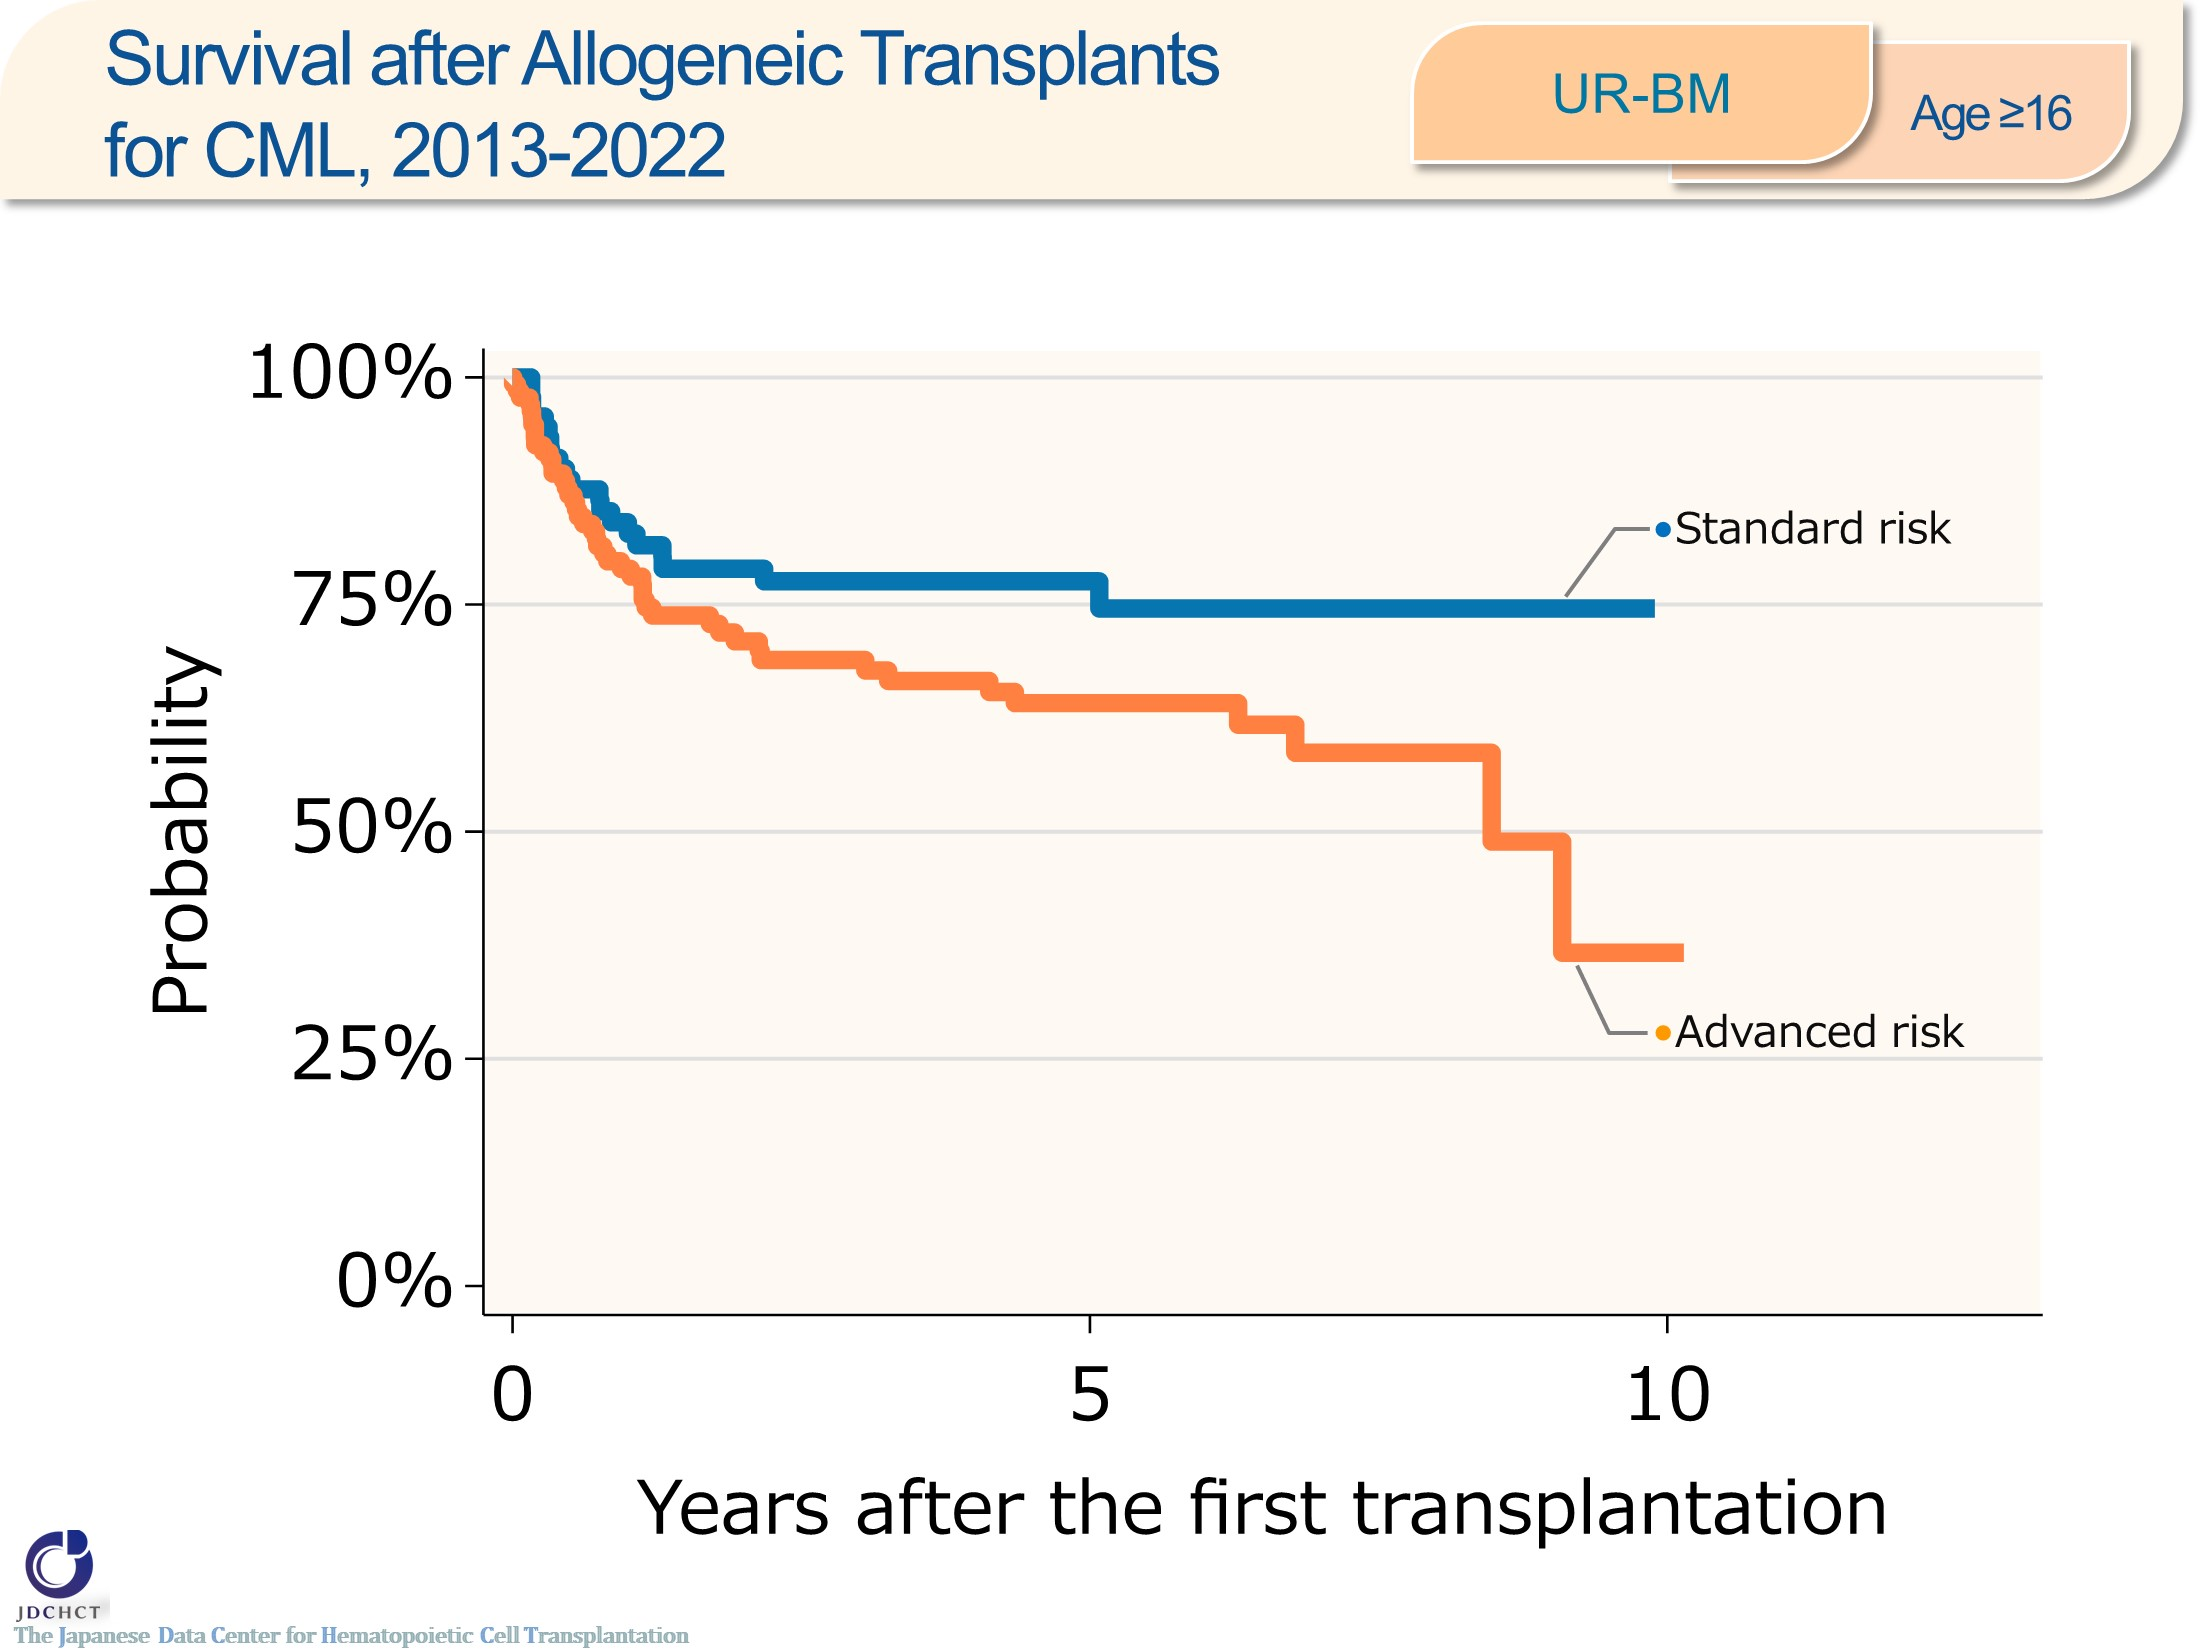 Survival after Allogeneic Transplants
for CML, 2013-2022
UR-BM
Age ≥16
100%
75%
50%
25%
0%
Probability
Standard risk
Advanced risk
0
5
10
Years after the first transplantation
JDCHCT
The Japanese Data Center for Hematopoietic Cell Transplantation